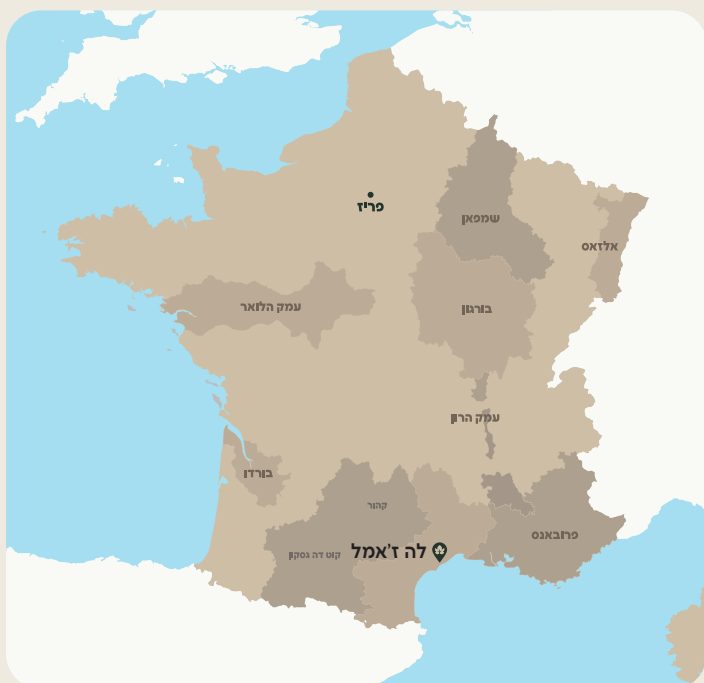 פריז
שמפאן
אלזאס
עמק הלואר
בורגון
עמק הרון
בורדו
קהור
פרובאנס
לה ז'אמל
קוט דה גסקון